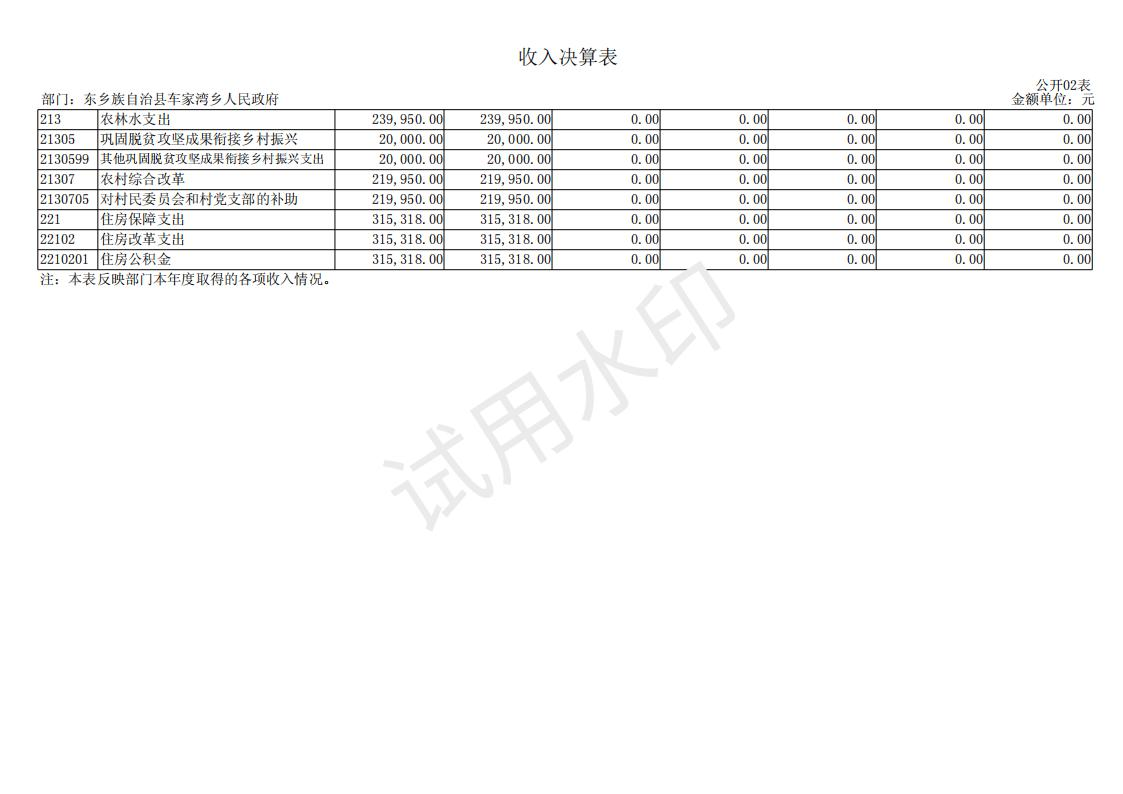 收入决算表
公开02表
部门：东乡族自治县车家湾乡人民政府 金额单位：元
213 农林水支出 239,950.00 239,950.00 0.00 0.00 0.00 0.00 0.00
21305 巩固脱贫攻坚成果衔接乡村振兴 20,000.00 20,000.00 0.00 0.00 0.00 0.00 0.00
2130599 其他巩固脱贫攻坚成果衔接乡村振兴支出 20,000.00 20,000.00 0.00 0.00 0.00 0.00 0.00
21307 农村综合改革 219,950.00 219,950.00 0.00 0.00 0.00 0.00 0.00
2130705 对村民委员会和村党支部的补助 219,950.00 219,950.00 0.00 0.00 0.00 0.00 0.00
221 住房保障支出 315,318.00 315,318.00 0.00 0.00 0.00 0.00 0.00
22102 住房改革支出 315,318.00 315,318.00 0.00 0.00 0.00 0.00 0.00
2210201 住房公积金 315,318.00 315,318.00 0.00 0.00 0.00 0.00 0.00
注：本表反映部门本年度取得的各项收入情况。
试用水印